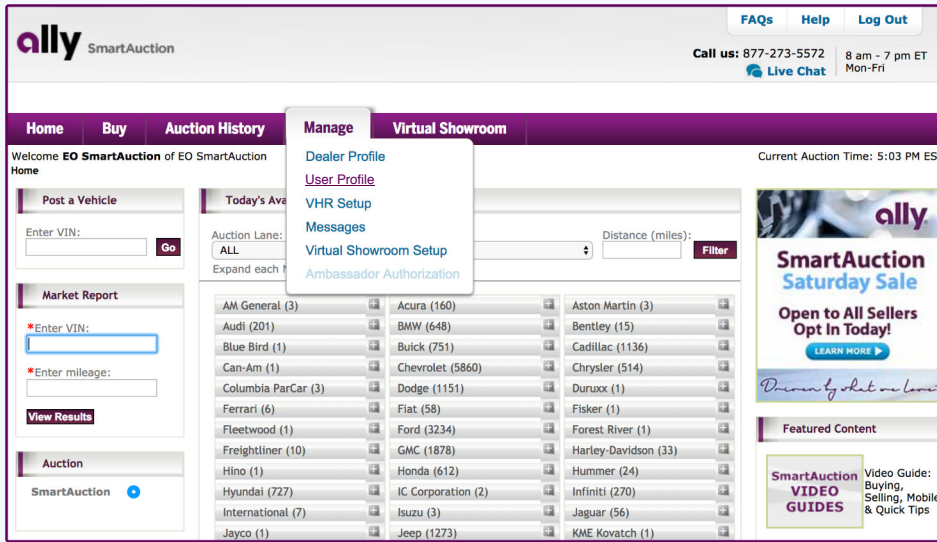 FAQs Help Log Out
ally SmartAuction
Call us: 877-273-5572
Live Chat
8 am - 7 pm ET
Mon-Fri
Home Buy Auction History Manage Virtual Showroom
Welcome EO SmartAuction of EO SmartAuction
Current Auction Time: 5:03 PM ES
Home
Dealer Profile
User Profile
VHR Setup
Messages
Virtual Showroom Setup
Ambassador Authorization
Post a Vehicle
Enter VIN:
Go
Market Report
*Enter VIN:
*Enter mileage:
View Results
Auction
SmartAuction
Today's Ava
Auction Lane:
ALL
Distance (miles):
Filter
Expand each
AM General (3) Acura (160) Aston Martin (3)
Audi (201) BMW (648) Bentley (15)
Blue Bird (1) Buick (751) Cadillac (1136)
Can-Am (1) Chevrolet (5860) Chrysler (514)
Columbia ParCar (3) Dodge (1151) Duruxx (1)
Ferrari (6) Fiat (58) Fisker (1)
Fleetwood (1) Ford (3234) Forest River (1)
Freightliner (10) GMC (1878) Harley-Davidson (33)
Hino (1) Honda (612) Hummer (24)
Hyundai (727) IC Corporation (2) Infiniti (270)
International (7) Isuzu (3) Jaguar (56)
Jayco (1) Jeep (1273) KME Kovatch (1)
ally
SmartAuction
Saturday Sale
Open to All Sellers
Opt In Today!
LEARN MORE
Driven by what we love
Featured Content
SmartAuction
VIDEO
GUIDES
Video Guide:
Buying,
Selling, Mobile
& Quick Tips